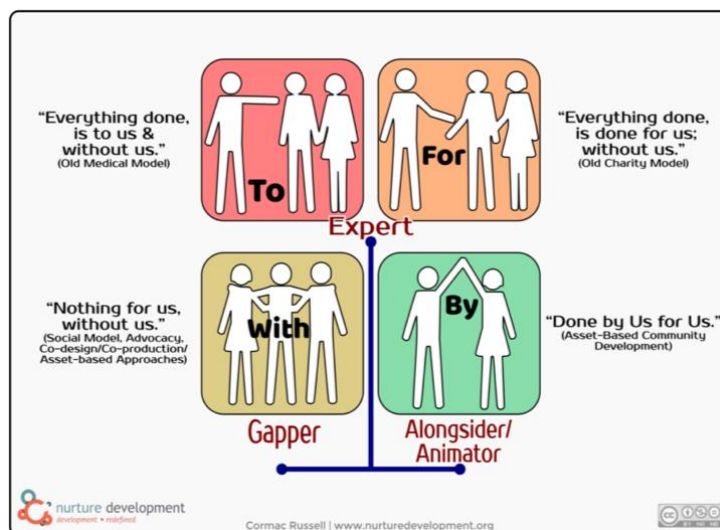 "Everything done,
is to us &
without us."
(Old Medical Model)
To
For
"Everything done,
is done for us;
without us."
(Old Charity Model)
Expert
"Nothing for us,
without us."
(Social Model, Advocacy,
Co-design/Co-production/
Asset-based Approaches)
With
By
"Done by Us for Us."
(Asset-Based Community
Development)
Gapper
Alongsider/
Animator
nurture development
development • redefined
Cormac Russell | www.nurturedevelopment.org
cc